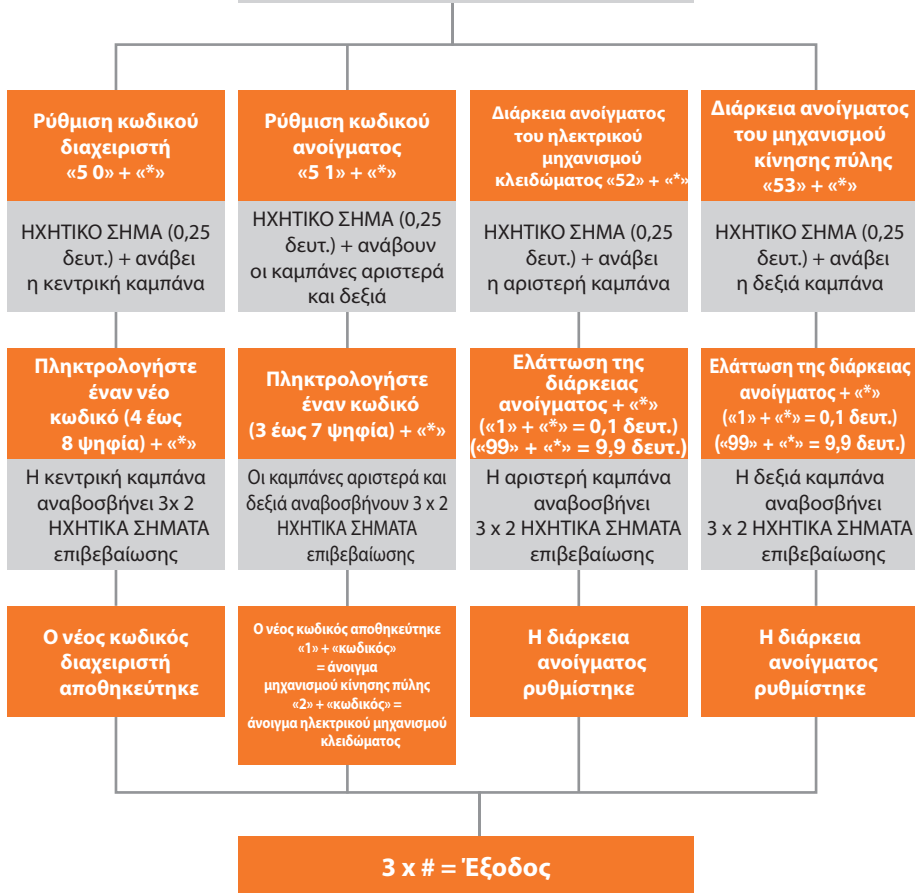 Ρύθμιση κωδικού
διαχειριστή
«5 0» + «*»
ΗΧΗΤΙΚΟ ΣΗΜΑ (0,25
δευτ.) + ανάβει
η κεντρική καμπάνα
Πληκτρολογήστε
έναν νέο
κωδικό (4 έως
8 ψηφία) + «*»
Η κεντρική καμπάνα
αναβοσβήνει 3x 2
ΗΧΗΤΙΚΑ ΣΗΜΑΤΑ
επιβεβαίωσης
Ο νέος κωδικός
διαχειριστή
αποθηκεύτηκε
Ρύθμιση κωδικού
ανοίγματος
«5 1» + «*»
ΗΧΗΤΙΚΟ ΣΗΜΑ (0,25
δευτ.) + ανάβουν
οι καμπάνες αριστερά
και δεξιά
Πληκτρολογήστε
έναν κωδικό
(3 έως 7 ψηφία) + «*»
Οι καμπάνες αριστερά και
δεξιά αναβοσβήνουν 3 x 2
ΗΧΗΤΙΚΑ ΣΗΜΑΤΑ
επιβεβαίωσης
Ο νέος κωδικός αποθηκεύτηκε
«1» + «κωδικός»
= άνοιγμα
μηχανισμού κίνησης πύλης
«2» + «κωδικός» =
άνοιγμα ηλεκτρικού μηχανισμού
κλειδώματος
Διάρκεια ανοίγματος
του ηλεκτρικού
μηχανισμού
κλειδώματος «52» + «*»
ΗΧΗΤΙΚΟ ΣΗΜΑ (0,25
δευτ.) + ανάβει
η αριστερή καμπάνα
Ελάττωση της
διάρκειας
ανοίγματος + «*»
(«1» + «*» = 0,1 δευτ.)
(«99» + «*» = 9,9 δευτ.)
Η αριστερή καμπάνα
αναβοσβήνει
3 x 2 ΗΧΗΤΙΚΑ ΣΗΜΑΤΑ
επιβεβαίωσης
Η διάρκεια
ανοίγματος
ρυθμίστηκε
Διάρκεια ανοίγματος
του μηχανισμού
κίνησης πύλης
«53» + «*»
ΗΧΗΤΙΚΟ ΣΗΜΑ (0,25
δευτ.) + ανάβει
η δεξιά καμπάνα
Ελάττωση της διάρκειας
ανοίγματος + «*»
(«1» + «*» = 0,1 δευτ.)
(«99» + «*» = 9,9 δευτ.)
Η δεξιά καμπάνα
αναβοσβήνει
3 x 2 ΗΧΗΤΙΚΑ ΣΗΜΑΤΑ
επιβεβαίωσης
Η διάρκεια
ανοίγματος
ρυθμίστηκε
3 x # = Έξοδος